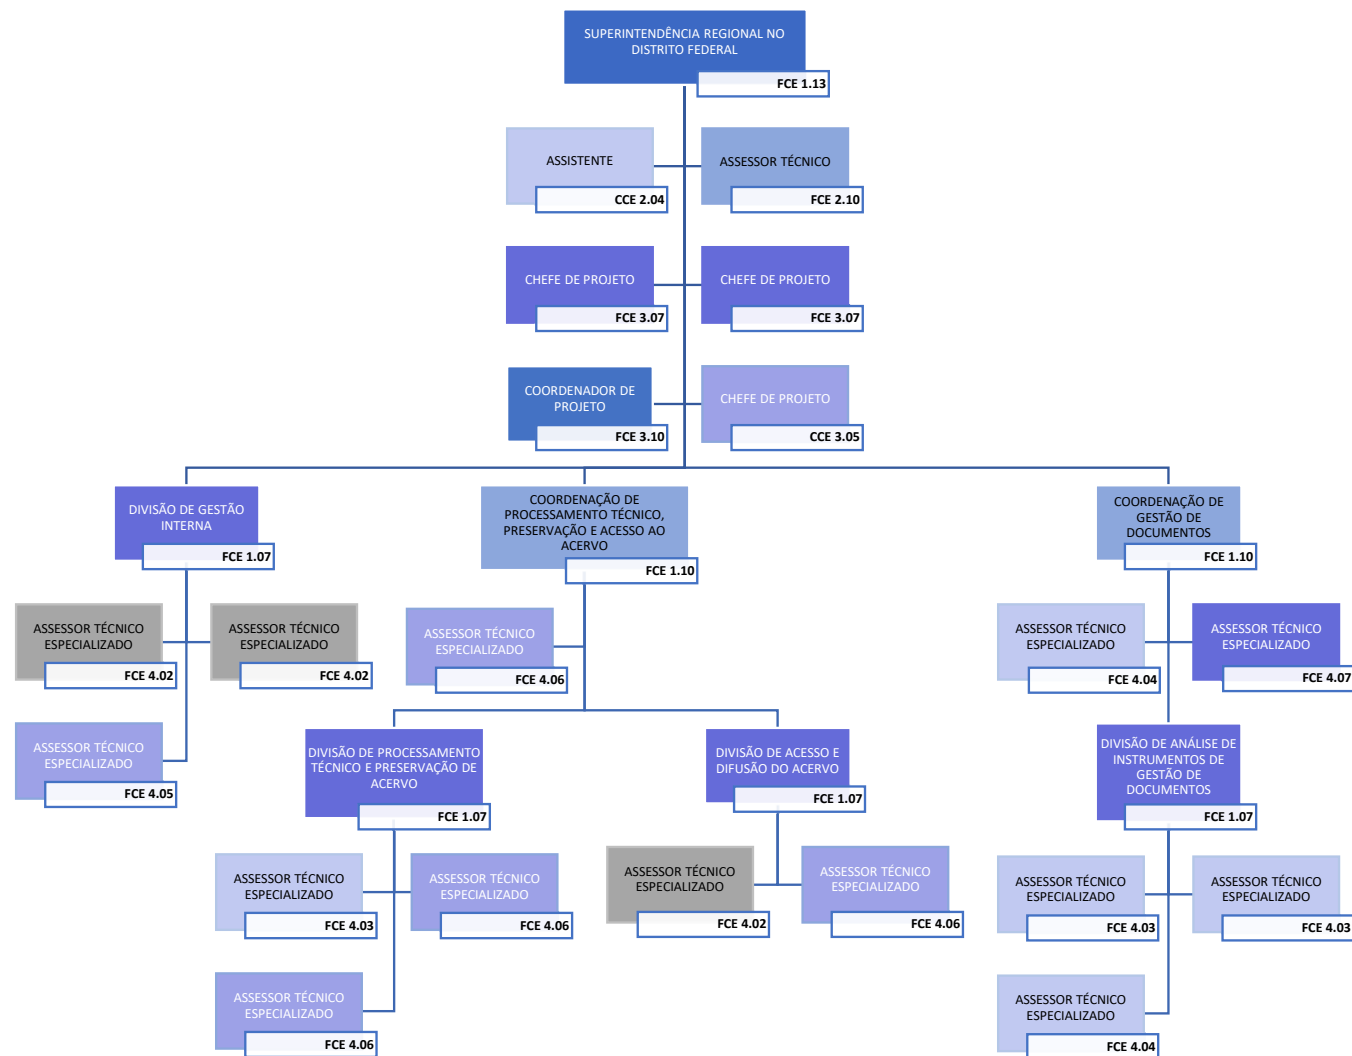 SUPERINTENDÊNCIA REGIONAL NO
DISTRITO FEDERAL
FCE 1.13
ASSISTENTE
CCE 2.04
ASSESSOR TÉCNICO
FCE 2.10
CHEFE DE PROJETO
FCE 3.07
CHEFE DE PROJETO
FCE 3.07
COORDENADOR DE
PROJETO
FCE 3.10
CHEFE DE PROJETO
CCE 3.05
DIVISÃO DE GESTÃO
INTERNA
FCE 1.07
ASSESSOR TÉCNICO
ESPECIALIZADO
FCE 4.02
ASSESSOR TÉCNICO
ESPECIALIZADO
FCE 4.02
ASSESSOR TÉCNICO
ESPECIALIZADO
FCE 4.05
COORDENAÇÃO DE
PROCESSAMENTO TÉCNICO,
PRESERVAÇÃO E ACESSO AO
ACERVO
FCE 1.10
ASSESSOR TÉCNICO
ESPECIALIZADO
FCE 4.06
DIVISÃO DE PROCESSAMENTO
TÉCNICO E PRESERVAÇÃO DE
ACERVO
FCE 1.07
ASSESSOR TÉCNICO
ESPECIALIZADO
FCE 4.03
ASSESSOR TÉCNICO
ESPECIALIZADO
FCE 4.06
ASSESSOR TÉCNICO
ESPECIALIZADO
FCE 4.06
DIVISÃO DE ACESSO E
DIFUSÃO DO ACERVO
FCE 1.07
ASSESSOR TÉCNICO
ESPECIALIZADO
FCE 4.02
ASSESSOR TÉCNICO
ESPECIALIZADO
FCE 4.06
COORDENAÇÃO DE
GESTÃO DE
DOCUMENTOS
FCE 1.10
ASSESSOR TÉCNICO
ESPECIALIZADO
FCE 4.04
ASSESSOR TÉCNICO
ESPECIALIZADO
FCE 4.07
DIVISÃO DE ANÁLISE DE
INSTRUMENTOS DE
GESTÃO DE
DOCUMENTOS
FCE 1.07
ASSESSOR TÉCNICO
ESPECIALIZADO
FCE 4.03
ASSESSOR TÉCNICO
ESPECIALIZADO
FCE 4.03
ASSESSOR TÉCNICO
ESPECIALIZADO
FCE 4.04